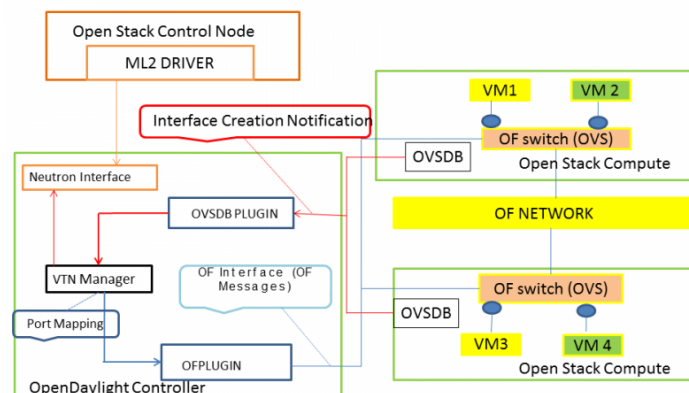 Open Stack Control Node
ML2 DRIVER
Interface Creation Notification
VM1
VM 2
OF switch (OVS)
OVSDB
Open Stack Compute
Neutron Interface
OVSDB PLUGIN
OF NETWORK
VTN Manager
OF Interface (OF
Messages)
Port Mapping
OFPLUGIN
OpenDaylight Controller
OF switch (OVS)
OVSDB
VM3
VM 4
Open Stack Compute